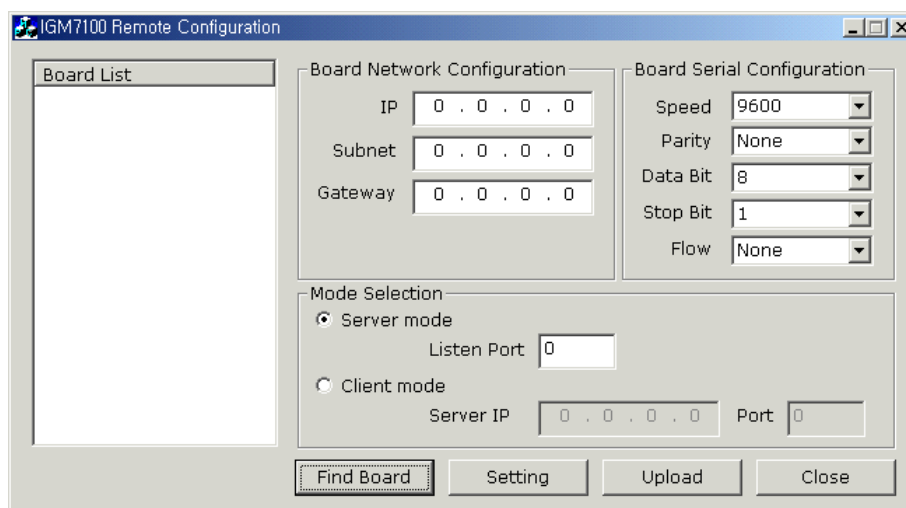 IGM7100 Remote Configuration
Board List
Board Network Configuration
IP 0 . 0 . 0 . 0
Subnet 0 . 0 . 0 . 0
Gateway 0 . 0 . 0 . 0
Board Serial Configuration
Speed 9600
Parity None
Data Bit 8
Stop Bit 1
Flow None
Mode Selection
Server mode
Listen Port 0
Client mode
Server IP 0 . 0 . 0 . 0 Port 0
Find Board Setting Upload Close